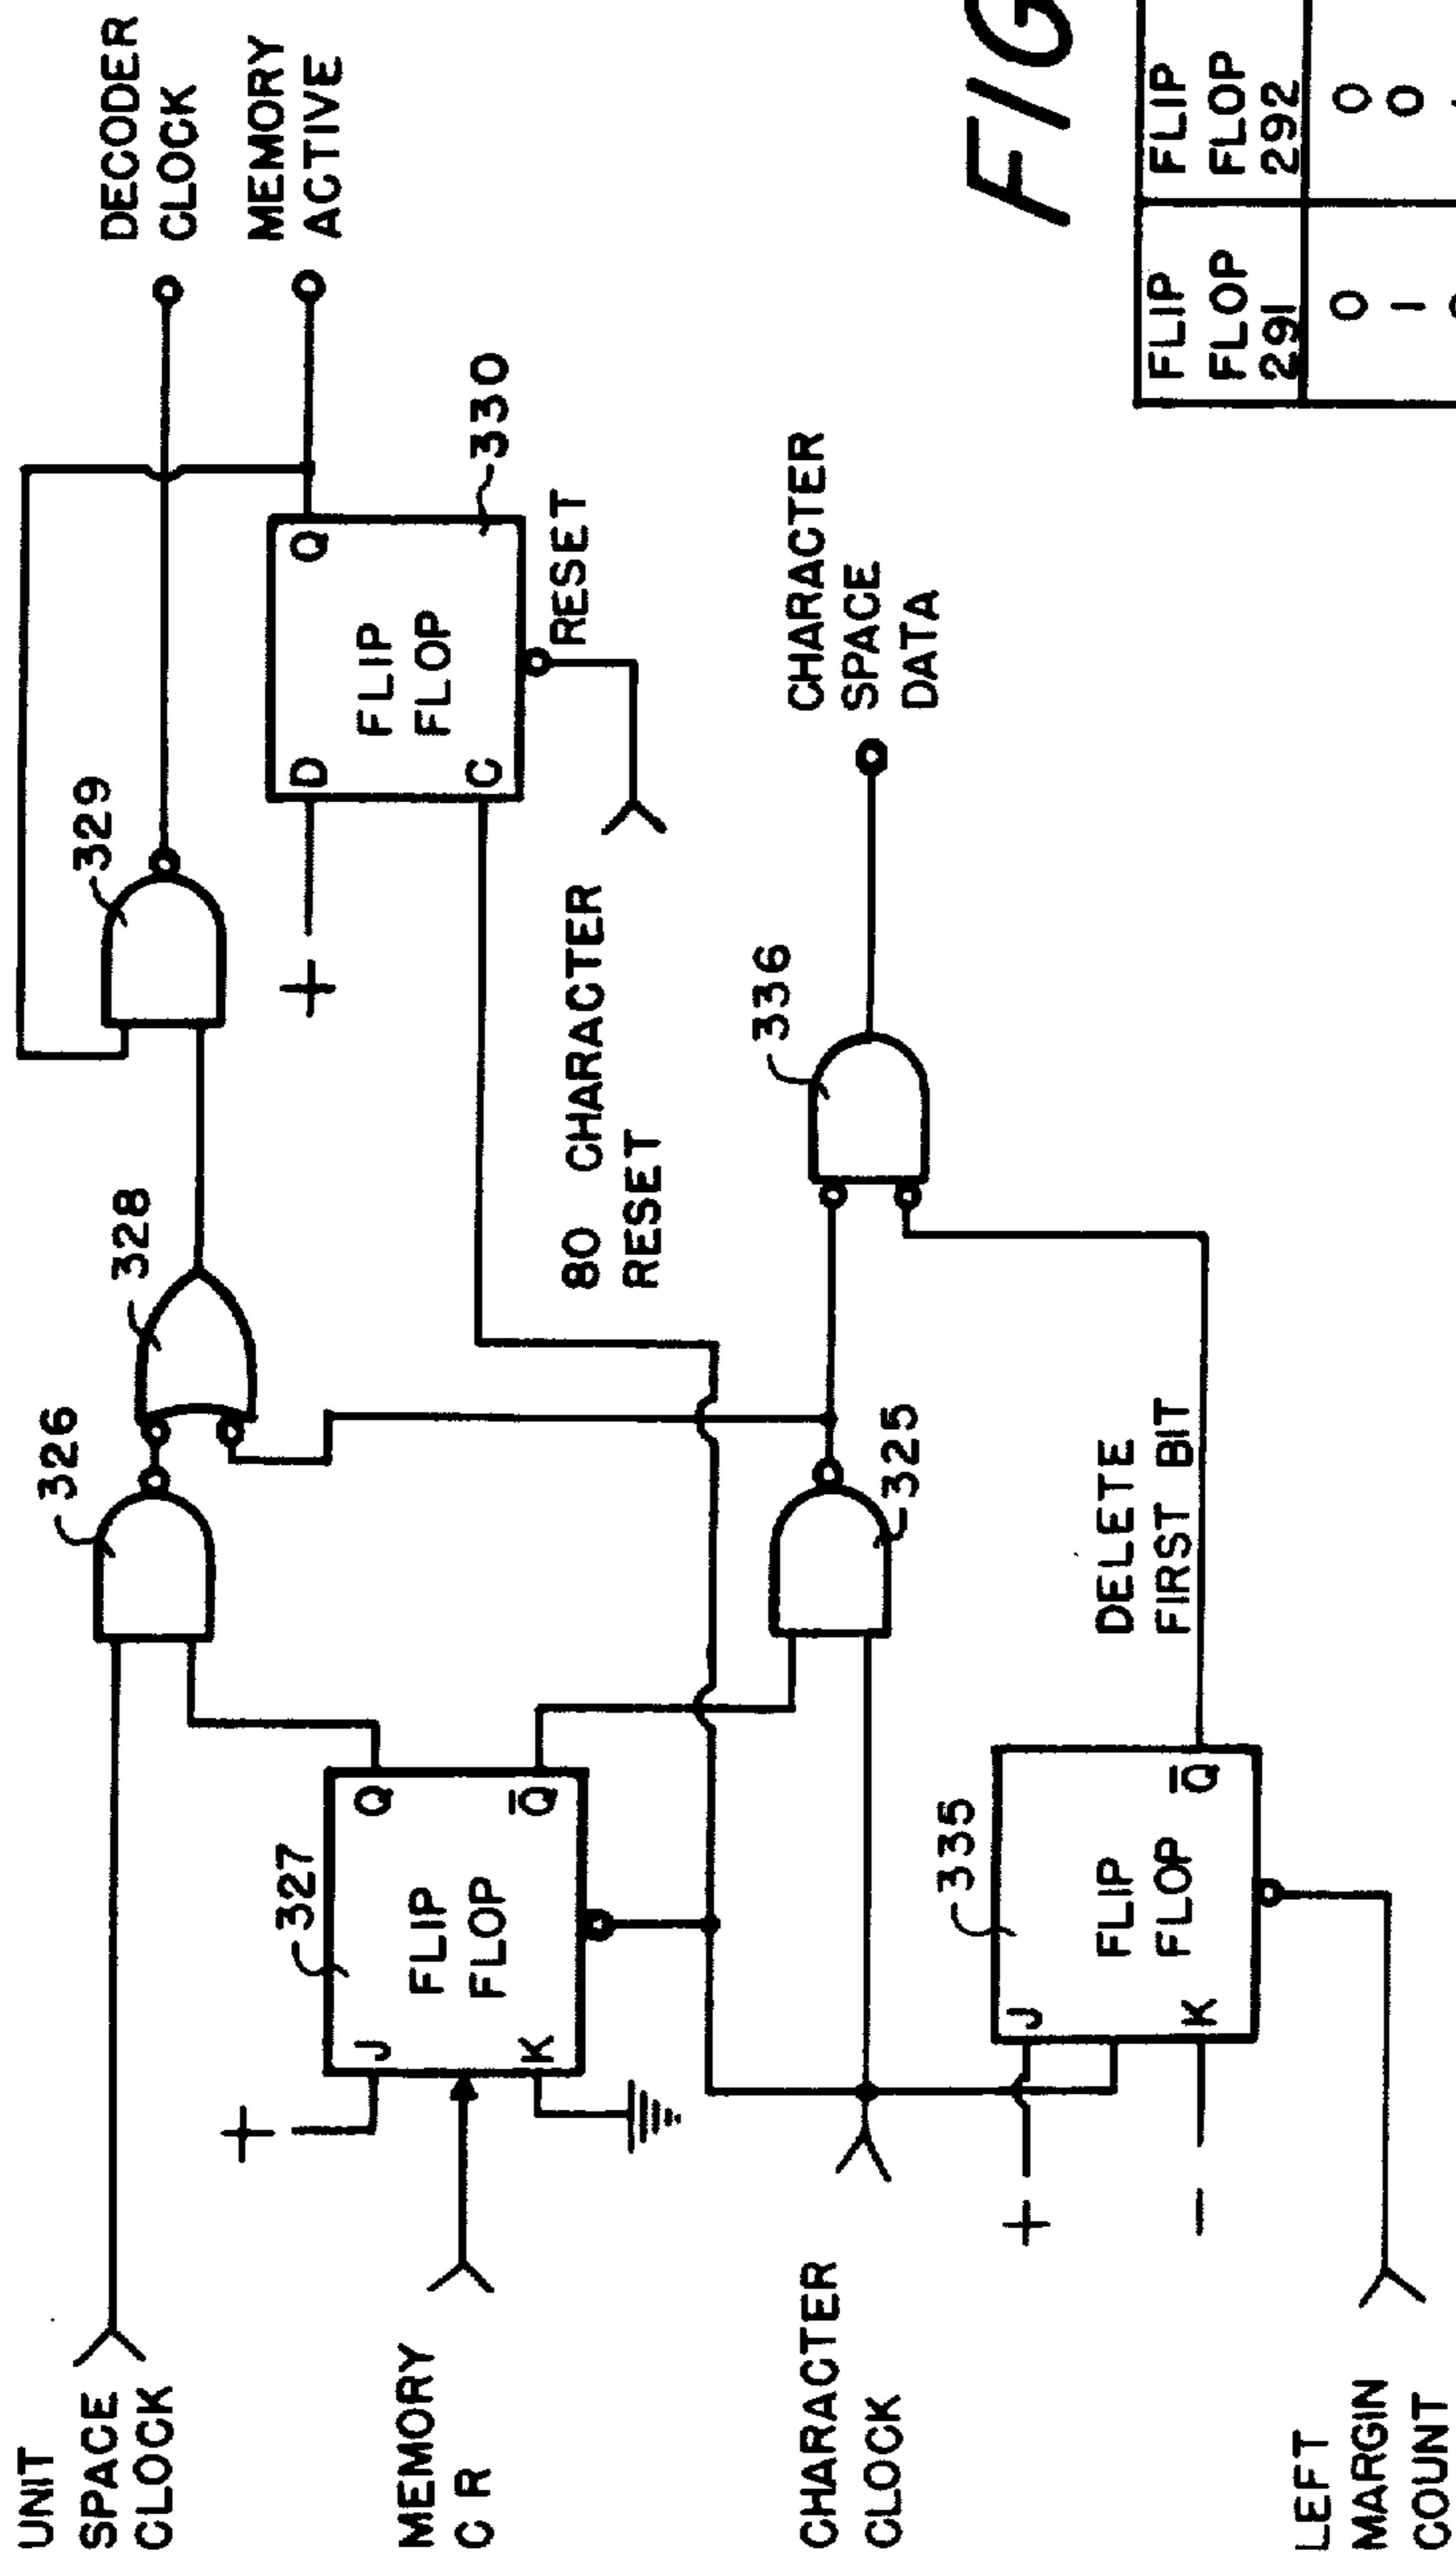 UNIT
SPACE
CLOCK
MEMORY
C R
CHARACTER
CLOCK
LEFT
MARGIN
COUNT
327
J
Q
FLIP
FLOP
K
Q̅
335
J
FLIP
FLOP
K
Q̅
+
+
−
326
325
DELETE
FIRST BIT
328
329
336
80 CHARACTER
RESET
+
D
Q
FLIP
FLOP
C
330
RESET
DECODER
CLOCK
MEMORY
ACTIVE
CHARACTER
SPACE
DATA
FIG
FLIP
FLOP
291
FLIP
FLOP
292
0 0
1 0